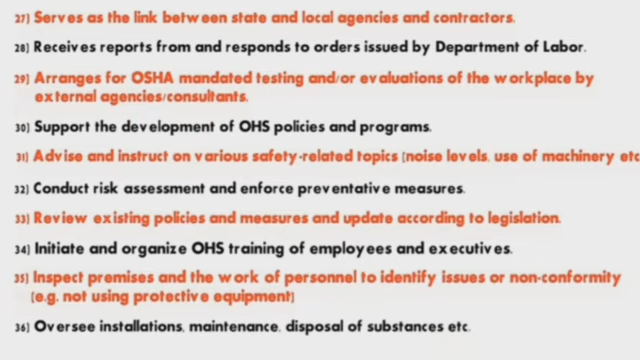 27) Serves as the link between state and local agencies and contractors.
28) Receives reports from and responds to orders issued by Department of Labor.
29) Arranges for OSHA mandated testing and/or evaluations of the workplace by
external agencies/consultants.
30) Support the development of OHS policies and programs.
31) Advise and instruct on various safety-related topics (noise levels, use of machinery etc
32) Conduct risk assessment and enforce preventative measures.
33) Review existing policies and measures and update according to legislation.
34) Initiate and organize OHS training of employees and executives.
35) Inspect premises and the work of personnel to identify issues or non-conformity
(e.g. not using protective equipment)
36) Oversee installations, maintenance, disposal of substances etc.